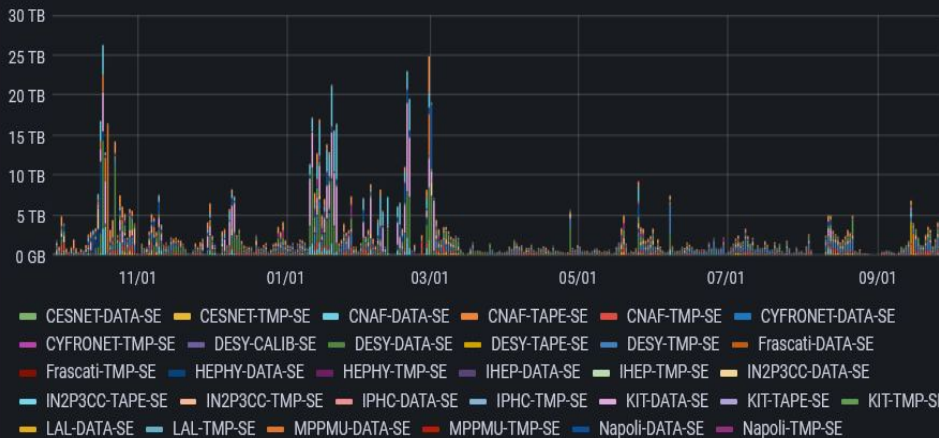 30 TB
25 TB
20 TB
15 TB
10 TB
5 TB
0 GB
11/01 01/01 03/01 05/01 07/01 09/01
CESNET-DATA-SE CESNET-TMP-SE CNAF-DATA-SE CNAF-TAPE-SE CNAF-TMP-SE CYFRONET-DATA-SE
CYFRONET-TMP-SE DESY-CALIB-SE DESY-DATA-SE DESY-TAPE-SE DESY-TMP-SE Frascati-DATA-SE
Frascati-TMP-SE HEPHY-DATA-SE HEPHY-TMP-SE IHEP-DATA-SE IHEP-TMP-SE IN2P3CC-DATA-SE
IN2P3CC-TAPE-SE IN2P3CC-TMP-SE IPHC-DATA-SE IPHC-TMP-SE KIT-DATA-SE KIT-TAPE-SE KIT-TMP-SE
LAL-DATA-SE LAL-TMP-SE MPPMU-DATA-SE MPPMU-TMP-SE Napoli-DATA-SE Napoli-TMP-SE